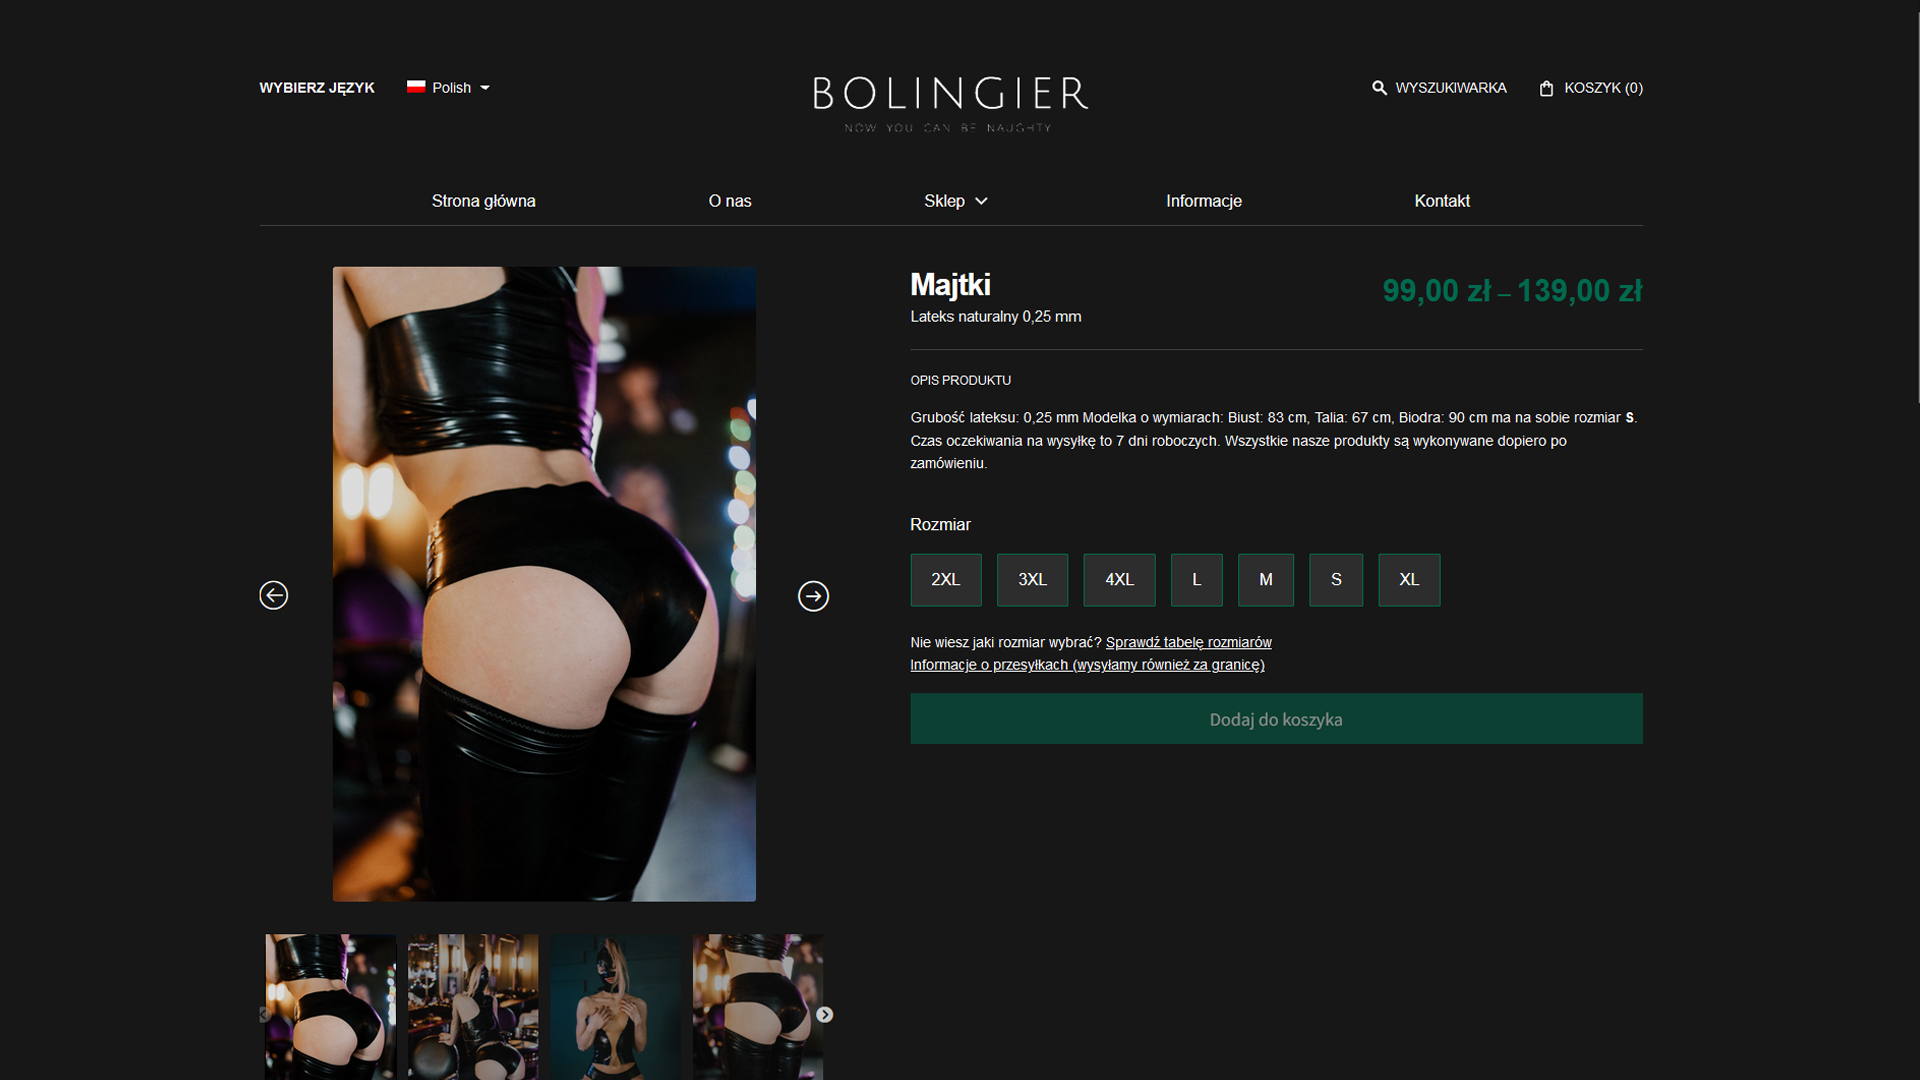 WYBIERZ JĘZYK
Polish
BOLINGIER
NOW YOU CAN BE NAUGHTY
WYSZUKIWARKA
KOSZYK (0)
Strona główna
O nas
Sklep
Informacje
Kontakt
Majtki
99,00 zł – 139,00 zł
Lateks naturalny 0,25 mm
OPIS PRODUKTU
Grubość lateksu: 0,25 mm Modelka o wymiarach: Biust: 83 cm, Talia: 67 cm, Biodra: 90 cm ma na sobie rozmiar S.
Czas oczekiwania na wysyłkę to 7 dni roboczych. Wszystkie nasze produkty są wykonywane dopiero po
zamówieniu.
Rozmiar
2XL
3XL
4XL
L
M
S
XL
Nie wiesz jaki rozmiar wybrać? Sprawdź tabelę rozmiarów
Informacje o przesyłkach (wysyłamy również za granicę)
Dodaj do koszyka